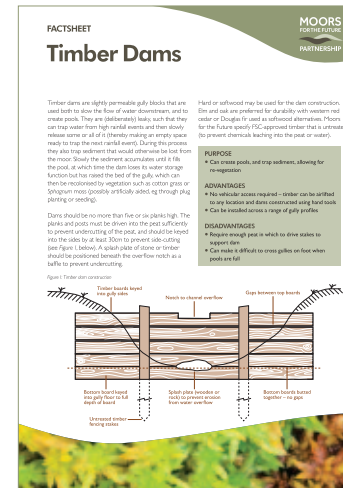 FACTSHEET
Timber Dams
MOORS
FOR THE FUTURE
PARTNERSHIP
Timber dams are slightly permeable gully blocks that are
used both to slow the flow of water downstream, and to
create pools. They are (deliberately) leaky, such that they
can trap water from high rainfall events and then slowly
release some or all of it (thereby making an empty space
ready to trap the next rainfall event). During this process
they also trap sediment that would otherwise be lost from
the moor. Slowly the sediment accumulates until it fills
the pool, at which time the dam loses its water storage
function but has raised the bed of the gully, which can
then be recolonised by vegetation such as cotton grass or
Sphagnum moss (possibly artificially aided, eg through plug
planting or seeding).
Dams should be no more than five or six planks high. The
planks and posts must be driven into the peat sufficiently
to prevent undercutting of the peat, and should be keyed
into the sides by at least 30cm to prevent side-cutting
(see Figure 1, below). A splash plate of stone or timber
should be positioned beneath the overflow notch as a
baffle to prevent undercutting.
Hard or softwood may be used for the dam construction.
Elm and oak are preferred for durability with western red
cedar or Douglas fir used as softwood alternatives. Moors
for the future specify FSC-approved timber that is untreate
(to prevent chemicals leaching into the peat or water).
PURPOSE
• Can create pools, and trap sediment, allowing for
re-vegetation
ADVANTAGES
• No vehicular access required – timber can be airlifted
to any location and dams constructed using hand tools
• Can be installed across a range of gully profiles
DISADVANTAGES
• Require enough peat in which to drive stakes to
support dam
• Can make it difficult to cross gullies on foot when
pools are full
Figure 1. Timber dam construction
Timber boards keyed
into gully sides
Notch to channel overflow
Gaps between top boards
Bottom board keyed
into gully floor to full
depth of board
Splash plate (wooden or
rock) to prevent erosion
from water overflow
Bottom boards butted
together – no gaps
Untreated timber
fencing stakes